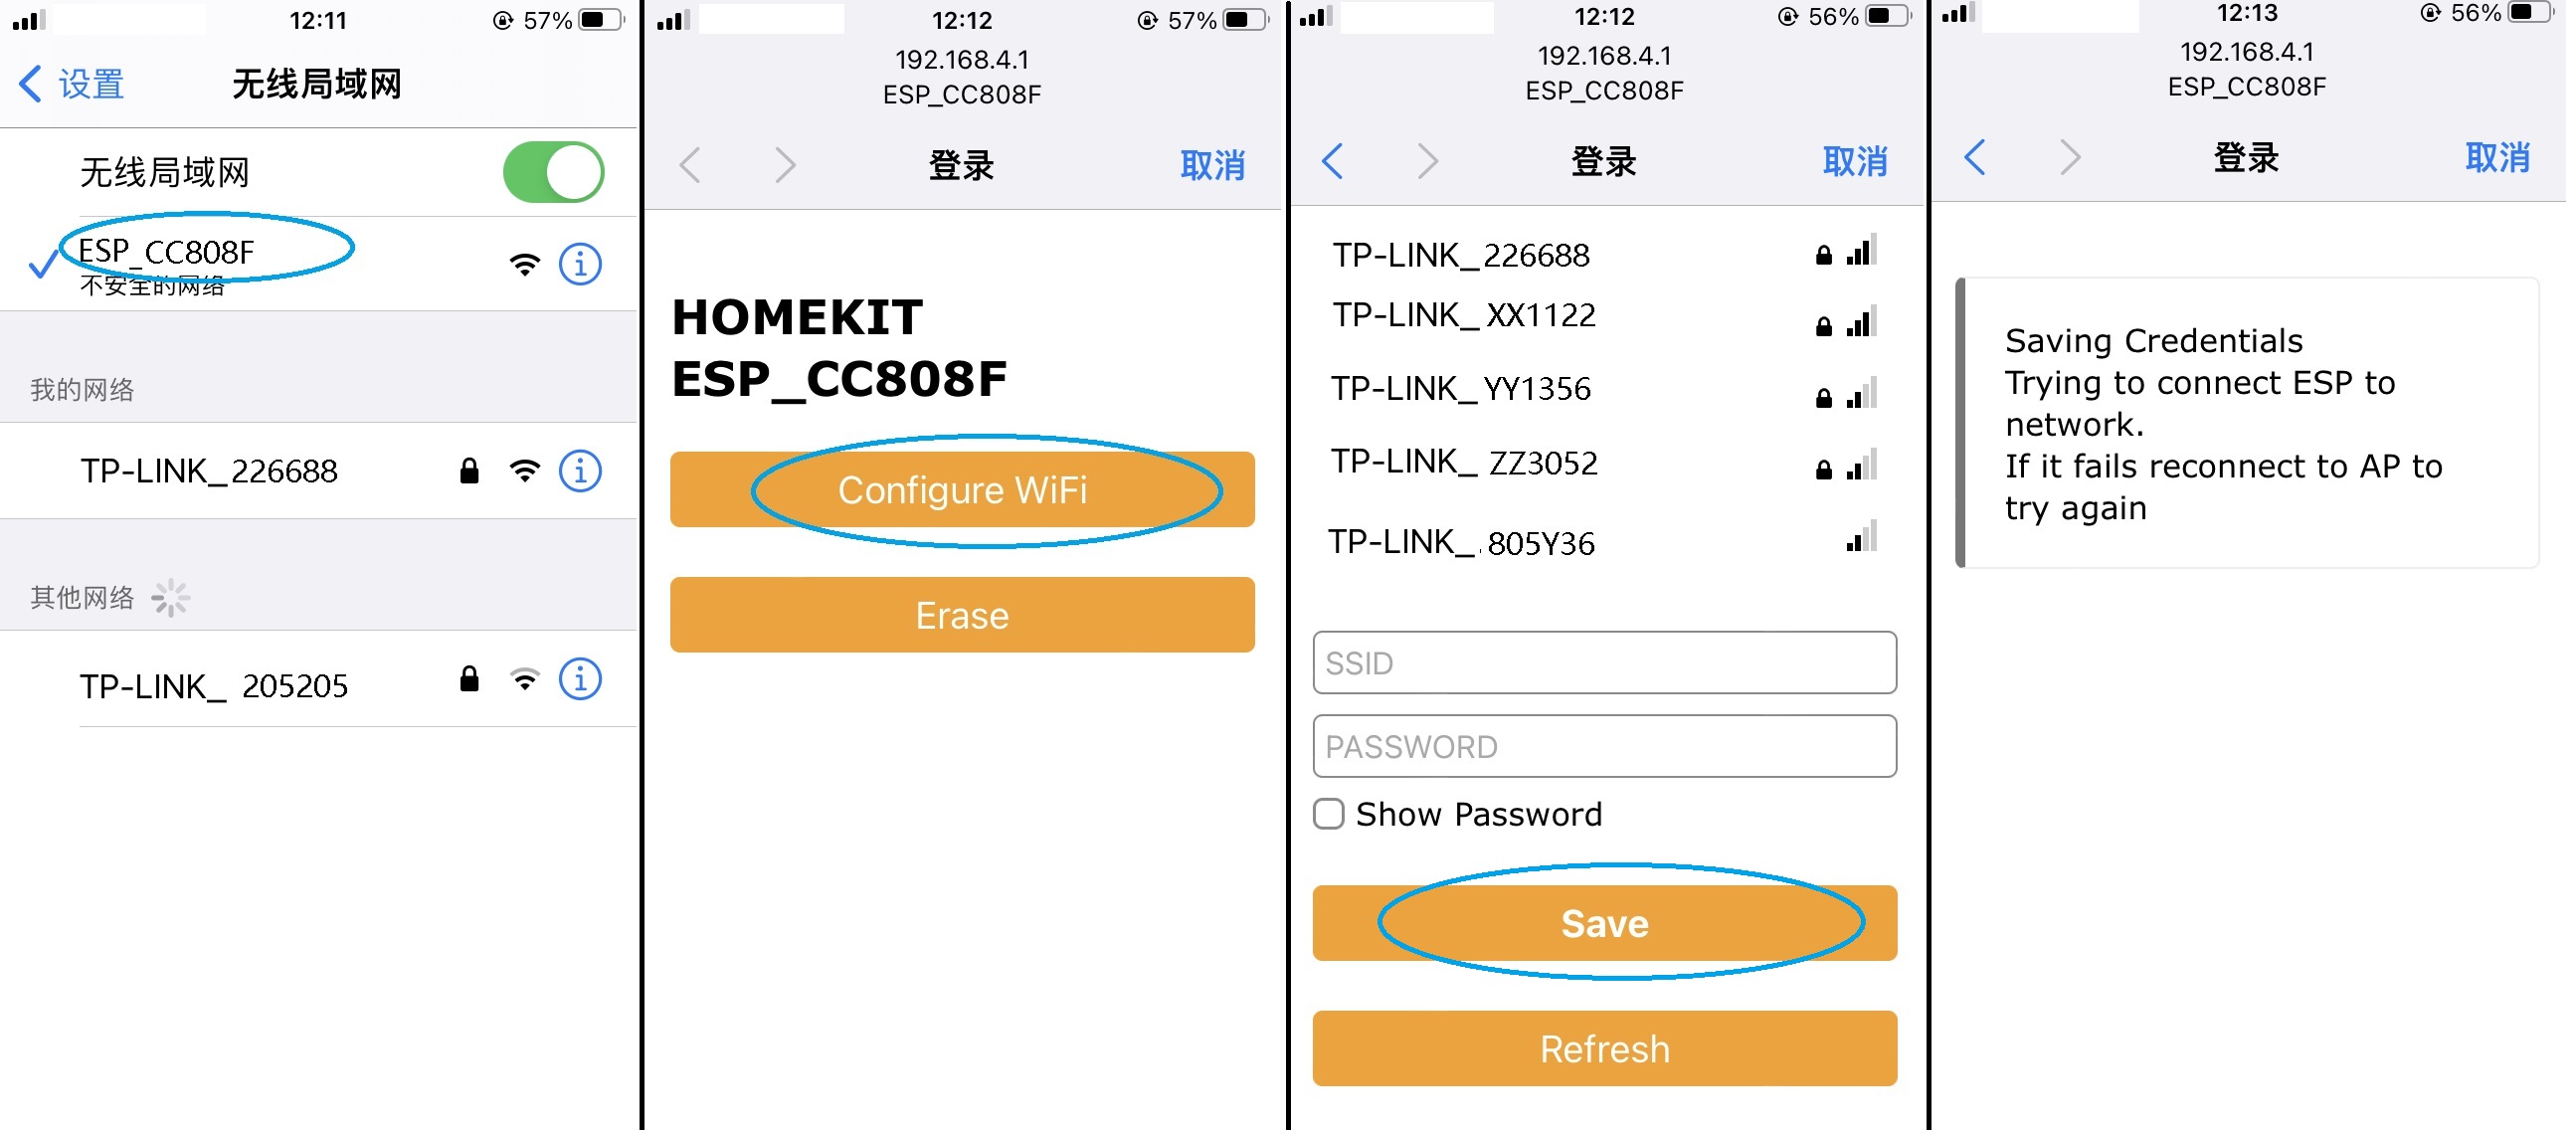 12:11
57%
设置
无线局域网
无线局域网
ESP_CC808F
不安全的网络
我的网络
TP-LINK_226688
其他网络
TP-LINK_ 205205
12:12
57%
192.168.4.1
ESP_CC808F
登录
取消
HOMEKIT
ESP_CC808F
Configure WiFi
Erase
12:12
56%
192.168.4.1
ESP_CC808F
登录
取消
TP-LINK_226688
TP-LINK_XX1122
TP-LINK_YY1356
TP-LINK_ ZZ3052
TP-LINK_.805Y36
SSID
PASSWORD
Show Password
Save
Refresh
12:13
56%
192.168.4.1
ESP_CC808F
登录
取消
Saving Credentials
Trying to connect ESP to
network.
If it fails reconnect to AP to
try again